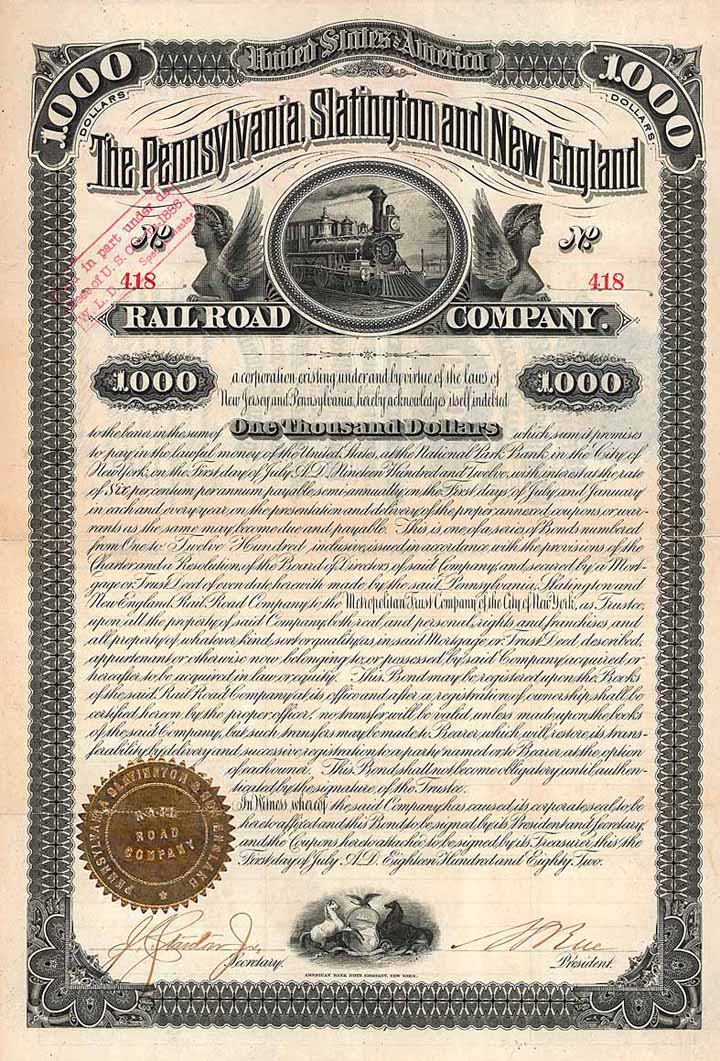 United States of America
1000 DOLLARS
1000 DOLLARS
The Pennsylvania, Slatington and New England
in part under de
of U. S. 1898.
W. L. Special Master
No 418
No 418
RAIL ROAD COMPANY.
1000
1000
a corporation existing under and by virtue of the laws of
New Jersey and Pennsylvania, hereby acknowledges itself indebted
to the bearer in the sum of One Thousand Dollars which sum it promises
to pay in the lawful money of the United States, at the National Park Bank, in the City of
New York, on the First day of July A.D. Nineteen Hundred and Twelve, with interest at the rate
of Six per centum per annum, payable semi-annually on the First days of July and January
in each and every year, on the presentation and delivery of the proper annexed coupons or war-
rants as the same may become due and payable. This is one of a series of Bonds numbered
from One to Twelve Hundred inclusive, issued in accordance with the provisions of the
Charter and a Resolution of the Board of Directors of said Company, and secured by a Mort-
gage or Trust Deed of even date herewith made by the said Pennsylvania, Slatington and
New England Rail Road Company to the Metropolitan Trust Company of the City of New York, as Trustee,
upon all the property of said Company both real and personal, rights and franchises, and
all property of whatever kind, sort or quality as in said Mortgage or Trust Deed described,
appurtenant or otherwise now belonging to or possessed by said Company acquired or
hereafter to be acquired in law or equity. This Bond may be registered upon the Books
of the said Rail Road Company at its office and after a registration of ownership shall be
certified hereon by the proper officer, no transfer will be valid unless made upon the books
of the said Company, but such transfers may be made to Bearer, which will restore its trans-
ferability by delivery and successive registration to a party named or to Bearer at the option
of each owner. This Bond shall not become obligatory until authen-
ticated by the signature of the Trustee.
In Witness whereof the said Company has caused its corporate seal to be
hereto affixed and this Bond to be signed by its President and Secretary,
and the Coupons hereto attached to be signed by its Treasurer this the
First day of July A.D. Eighteen Hundred and Eighty Two.
PENNSYLVANIA SLATINGTON & NEW ENGLAND
RAIL
ROAD
COMPANY
Secretary.
President.
AMERICAN BANK NOTE COMPANY, NEW YORK.